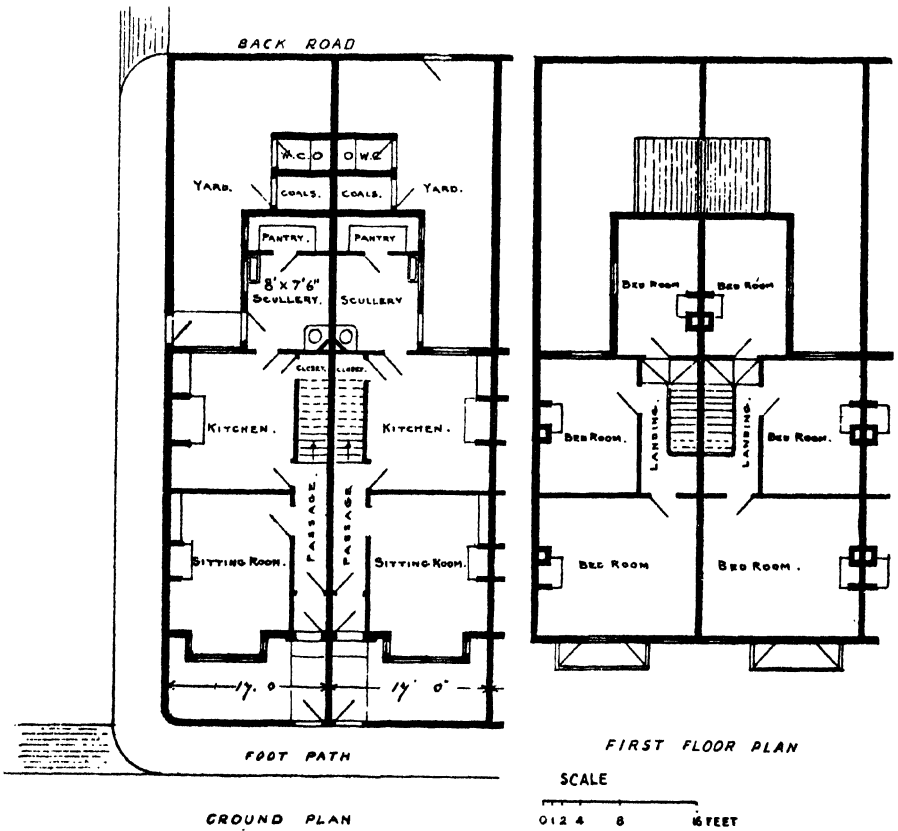 BACK ROAD
W.C. W.C
YARD. COALS. COALS. YARD.
PANTRY. PANTRY
8' x 7'6"
SCULLERY. SCULLERY
CLOSET. CLOSET.
KITCHEN. KITCHEN.
PASSAGE. PASSAGE
SITTING ROOM. SITTING ROOM.
17. 0 17' 0"
FOOT PATH
GROUND PLAN
BED ROOM BED ROOM
LANDING. LANDING.
BED ROOM. BED ROOM.
BED ROOM BED ROOM.
FIRST FLOOR PLAN
SCALE
0 1 2 4 8 16 FEET